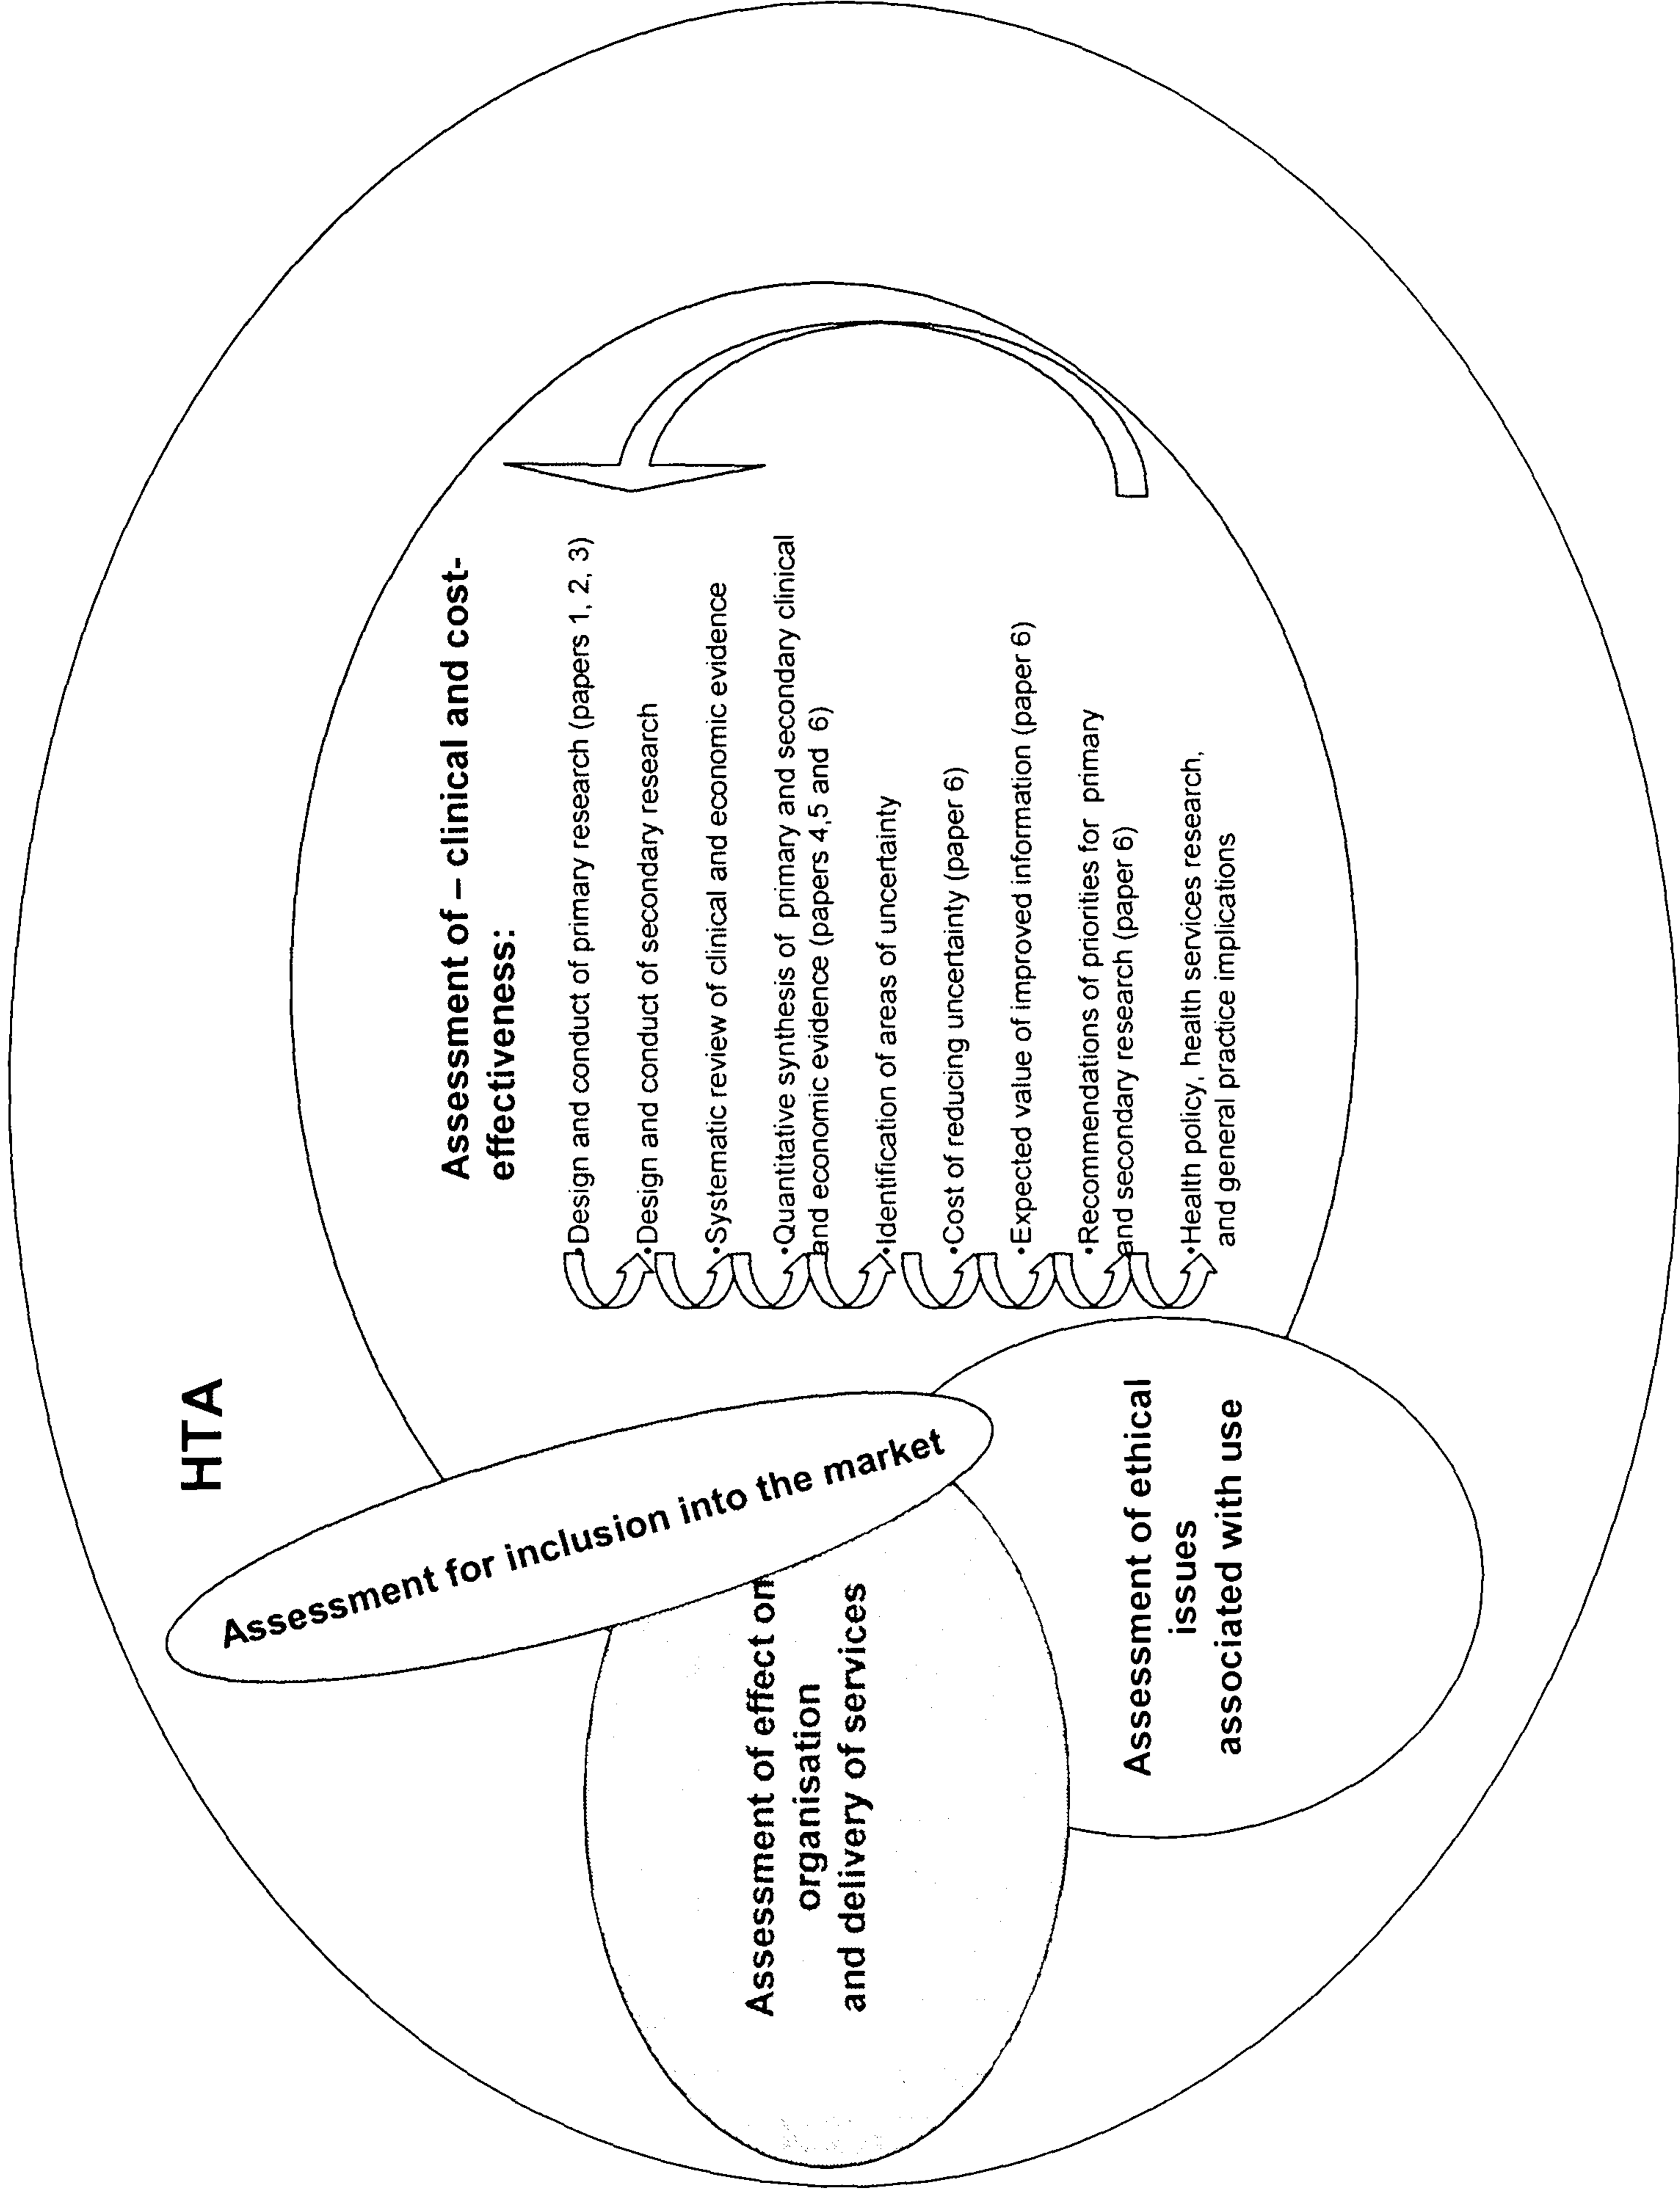 HTA
Assessment for inclusion into the market
Assessment of effect on
organisation
and delivery of services
Assessment of ethical
issues
associated with use
Assessment of – clinical and cost-
effectiveness:
•Design and conduct of primary research (papers 1, 2, 3)
•Design and conduct of secondary research
•Systematic review of clinical and economic evidence
•Quantitative synthesis of primary and secondary clinical
and economic evidence (papers 4,5 and 6)
•Identification of areas of uncertainty
•Cost of reducing uncertainty (paper 6)
•Expected value of improved information (paper 6)
•Recommendations of priorities for primary
and secondary research (paper 6)
•Health policy, health services research,
and general practice implications